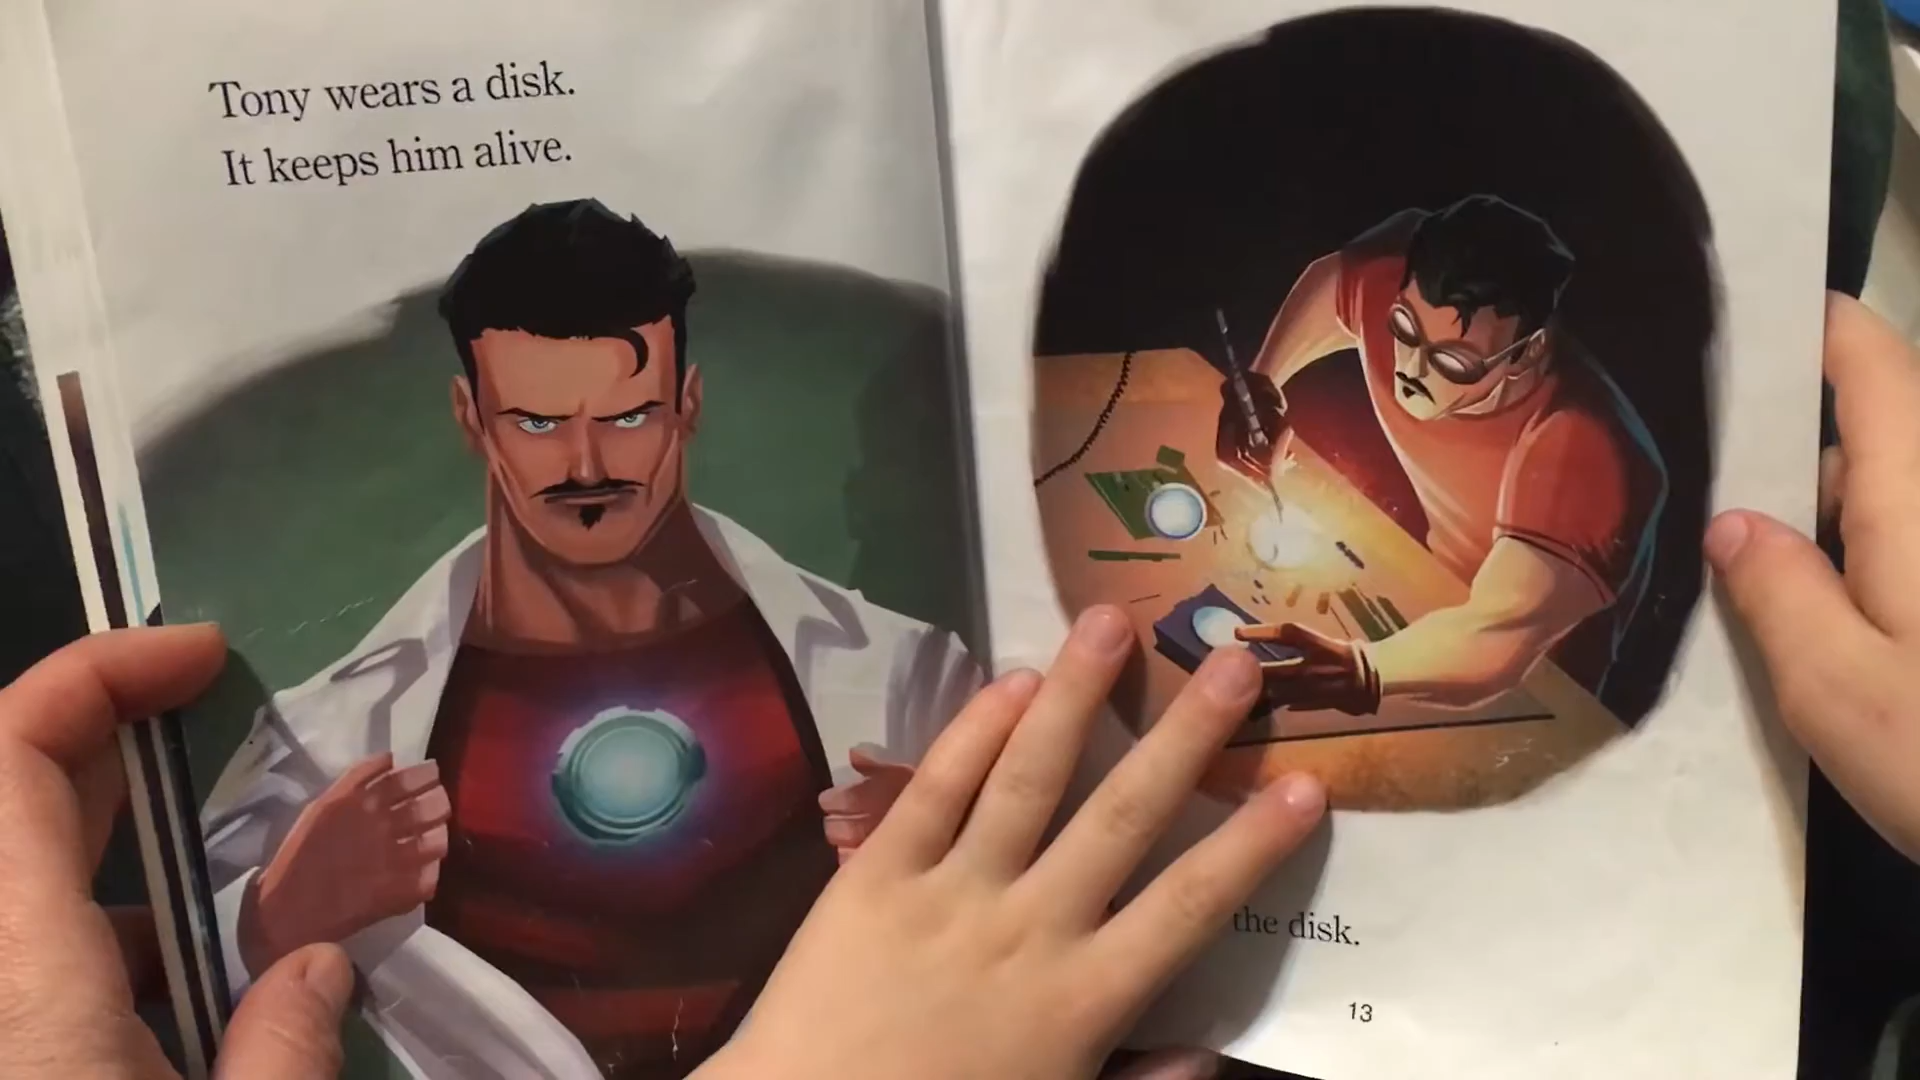 Tony wears a disk.
It keeps him alive.
the disk.
13